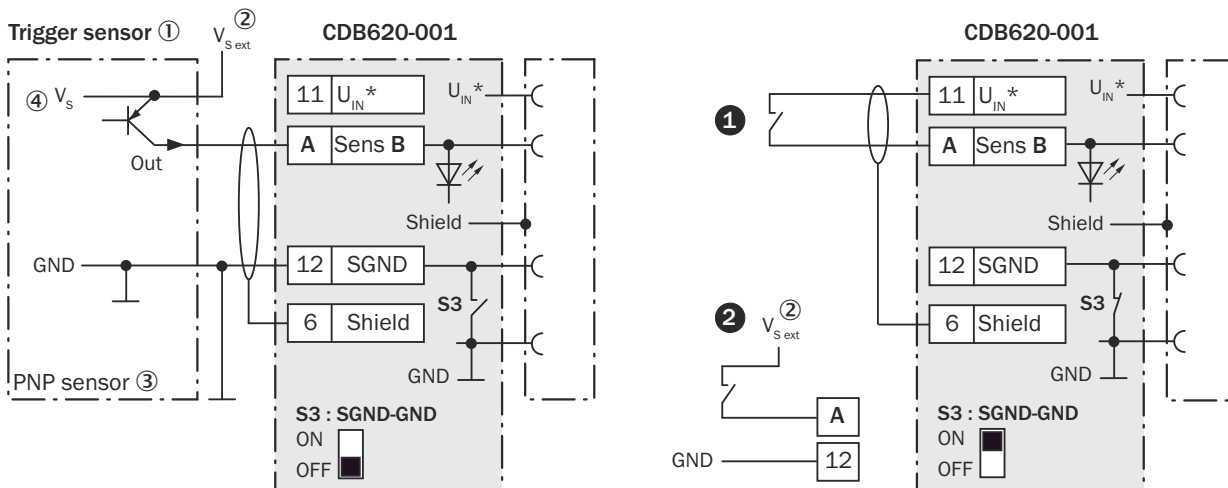 Trigger sensor ①
V S ext ②
CDB620-001
④ V S
11 U IN *
U IN *
A Sens B
Out
Shield
GND
12 SGND
S3
6 Shield
GND
PNP sensor ③
S3 : SGND-GND
ON
OFF
CDB620-001
❶
11 U IN *
U IN *
A Sens B
Shield
12 SGND
S3
6 Shield
GND
❷ V S ext ②
A
GND
12
S3 : SGND-GND
ON
OFF